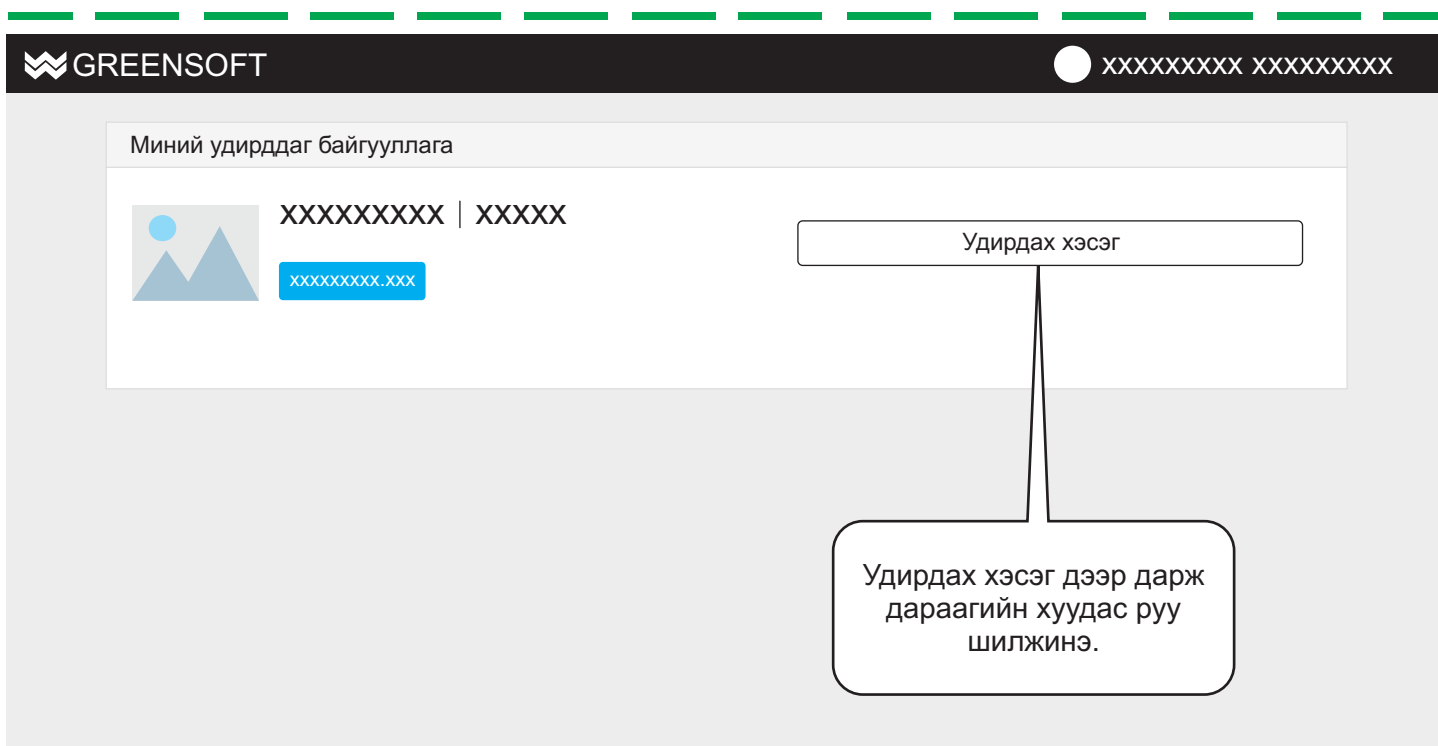 GREENSOFT
xxxxxxxxx xxxxxxxxx
Миний удирддаг байгууллага
xxxxxxxxx | xxxxx
Удирдах хэсэг
xxxxxxxxx.xxx
Удирдах хэсэг дээр дарж
дараагийн хуудас руу
шилжинэ.